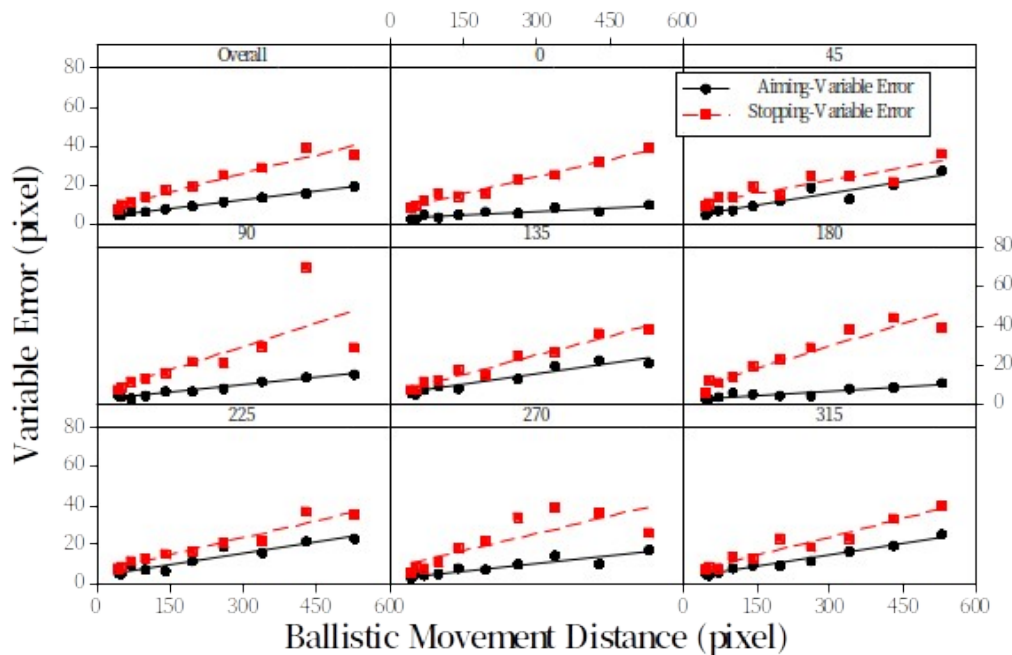 0 150 300 450 600
Overall 0 45
80
60
40
20
0
Aiming-Variable Error
Stopping-Variable Error
90 135 180
80
60
40
20
0
225 270 315
80
60
40
20
0
0 150 300 450 600 0 150 300 450 600
Variable Error (pixel)
Ballistic Movement Distance (pixel)